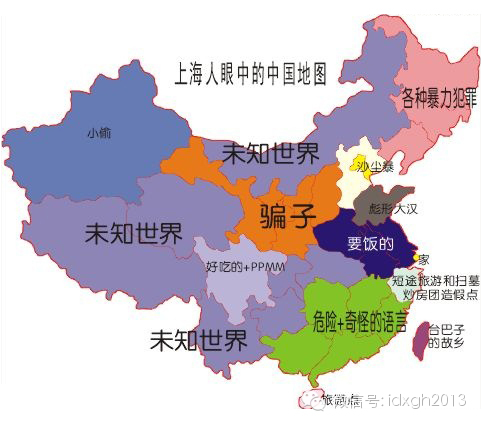 上海人眼中的中国地图
各种暴力犯罪
小偷
未知世界
沙尘暴
骗子
彪形大汉
未知世界
要饭的
家
好吃的+PPMM
短途旅游和扫墓
炒房团造假点
危险+奇怪的语言
未知世界
台巴子
的故乡
旅游点
微信号: idxgh2013